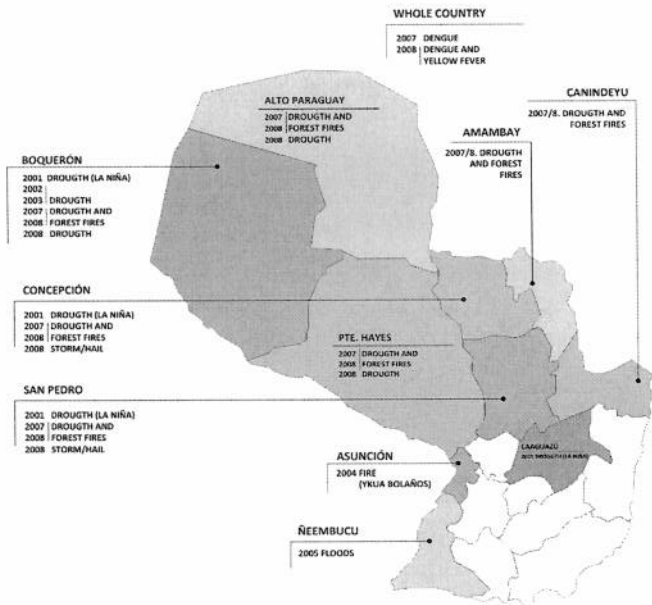 WHOLE COUNTRY
2007 DENGUE
2008 DENGUE AND
YELLOW FEVER
CANINDEYU
2007/8. DROUGTH AND
FOREST FIRES
ALTO PARAGUAY
2007 DROUGTH AND
2008 FOREST FIRES
2008 DROUGTH
AMAMBAY
2007/8. DROUGTH
AND FOREST
FIRES
BOQUERÓN
2001 DROUGTH (LA NIÑA)
2002
2003 DROUGTH
2007 DROUGTH AND
2008 FOREST FIRES
2008 DROUGTH
CONCEPCIÓN
2001 DROUGTH (LA NIÑA)
2007 DROUGTH AND
2008 FOREST FIRES
2008 STORM/HAIL
PTE. HAYES
2007 DROUGTH AND
2008 FOREST FIRES
2008 DROUGTH
SAN PEDRO
2001 DROUGTH (LA NIÑA)
2007 DROUGTH AND
2008 FOREST FIRES
2008 STORM/HAIL
CAAGUAZÚ
2001 DROUGTH (LA NIÑA)
ASUNCIÓN
2004 FIRE
(YKUA BOLAÑOS)
ÑEEMBUCU
2005 FLOODS